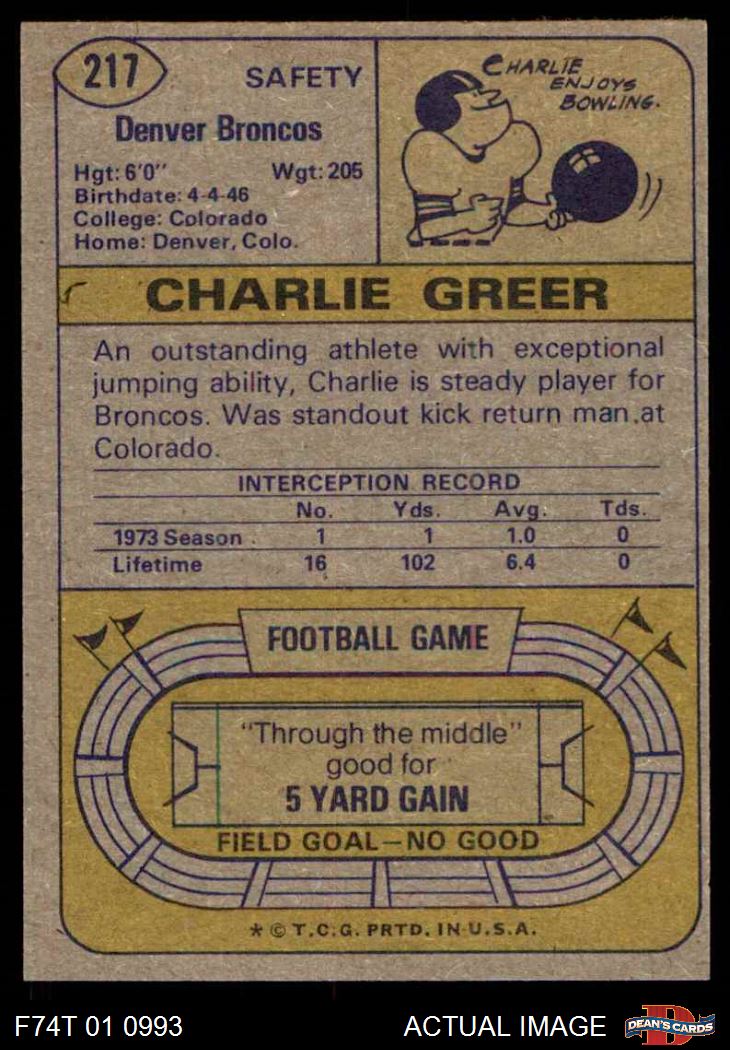 217
SAFETY
Denver Broncos
Hgt: 6'0" Wgt: 205
Birthdate: 4-4-46
College: Colorado
Home: Denver, Colo.
CHARLIE
ENJOYS
BOWLING.
CHARLIE GREER
An outstanding athlete with exceptional
jumping ability, Charlie is steady player for
Broncos. Was standout kick return man at
Colorado.
INTERCEPTION RECORD
No. Yds. Avg. Tds.
1973 Season 1 1 1.0 0
Lifetime 16 102 6.4 0
FOOTBALL GAME
"Through the middle"
good for
5 YARD GAIN
FIELD GOAL—NO GOOD
* © T.C.G. PRTD. IN U.S.A.
F74T 01 0993 ACTUAL IMAGE
D
DEAN'S CARDS